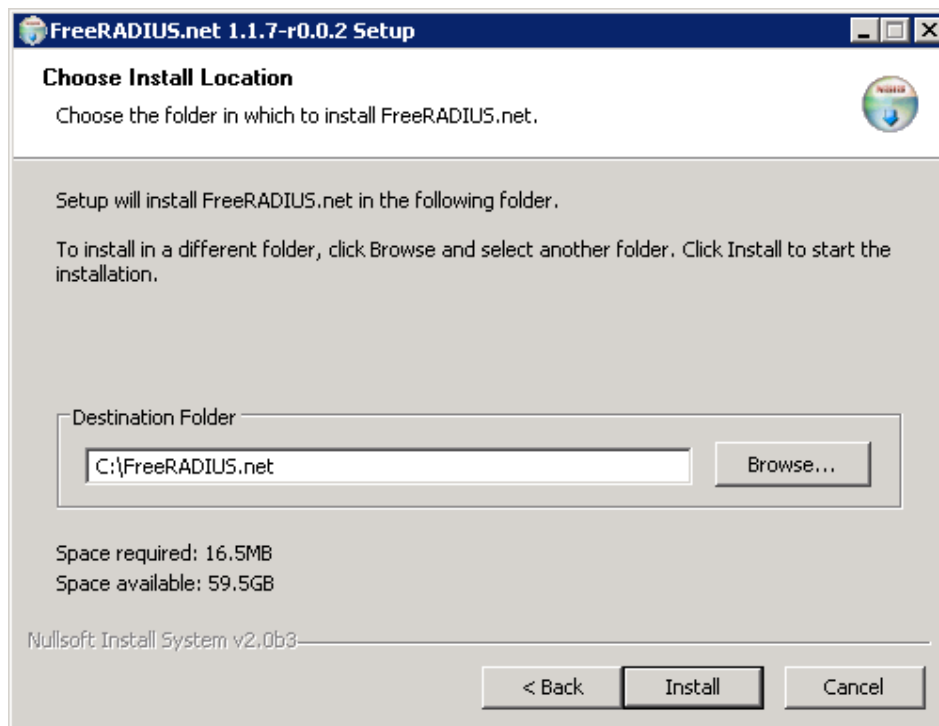 FreeRADIUS.net 1.1.7-r0.0.2 Setup
Choose Install Location
Choose the folder in which to install FreeRADIUS.net.
Setup will install FreeRADIUS.net in the following folder.
To install in a different folder, click Browse and select another folder. Click Install to start the
installation.
Destination Folder
C:\FreeRADIUS.net
Browse...
Space required: 16.5MB
Space available: 59.5GB
Nullsoft Install System v2.0b3
< Back
Install
Cancel